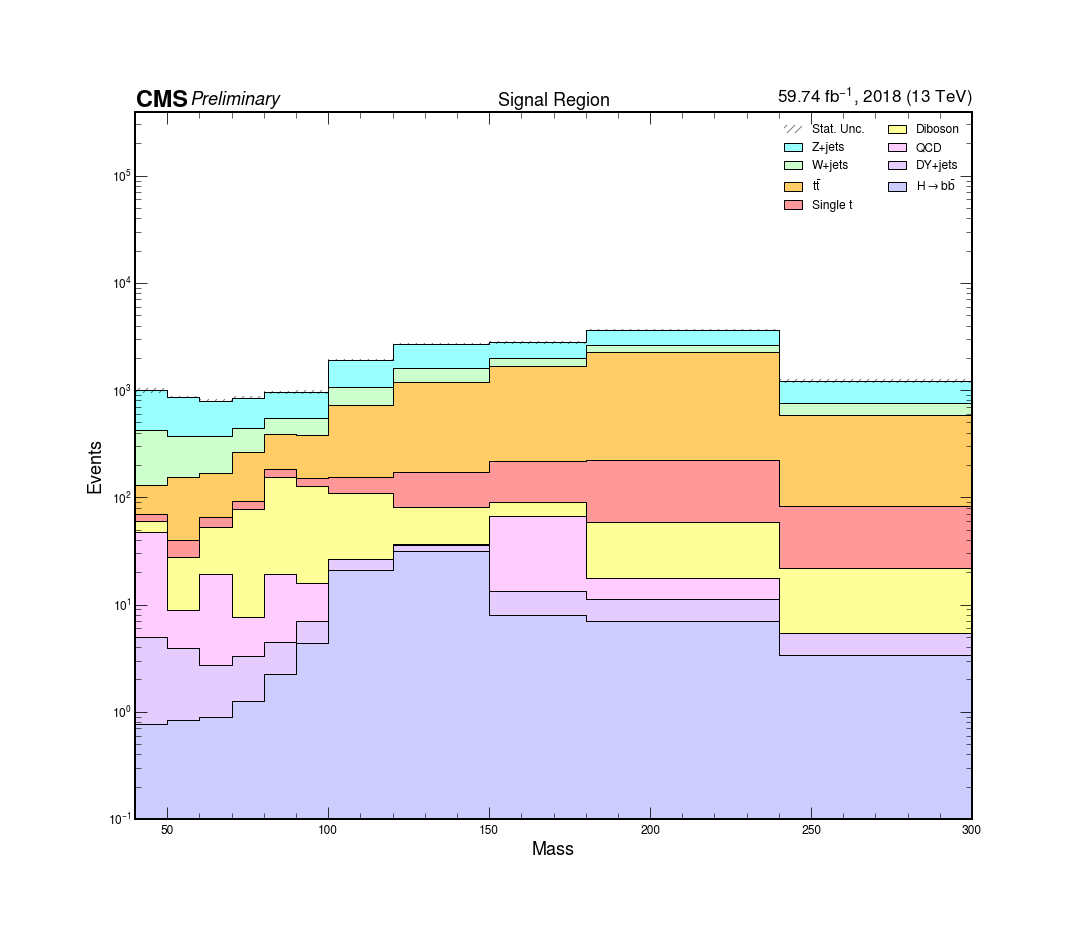 CMS Preliminary Signal Region 59.74 fb⁻¹, 2018 (13 TeV)
Stat. Unc. Diboson
Z+jets QCD
W+jets DY+jets
tt̄ H→bb̄
Single t
10⁵
10⁴
10³
10²
10¹
10⁰
10⁻¹
Events
50 100 150 200 250 300
Mass